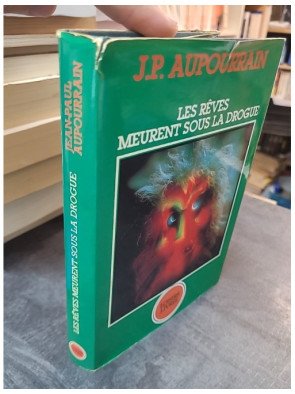 J.P. AUPOURRAIN
LES RÊVES
MEURENT SOUS LA DROGUE
JEAN-PAUL
AUPOURRAIN
LES RÊVES MEURENT SOUS LA DROGUE